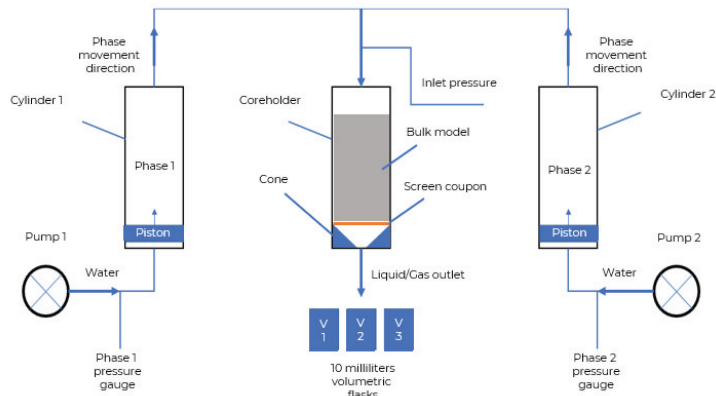 Phase
movement
direction
Cylinder 1
Phase 1
Piston
Pump 1
Water
Phase 1
pressure
gauge
Inlet pressure
Coreholder
Bulk model
Cone
Screen coupon
Liquid/Gas outlet
V
1
V
2
V
3
10 milliliters
volumetric
flasks
Phase
movement
direction
Cylinder 2
Phase 2
Piston
Pump 2
Water
Phase 2
pressure
gauge